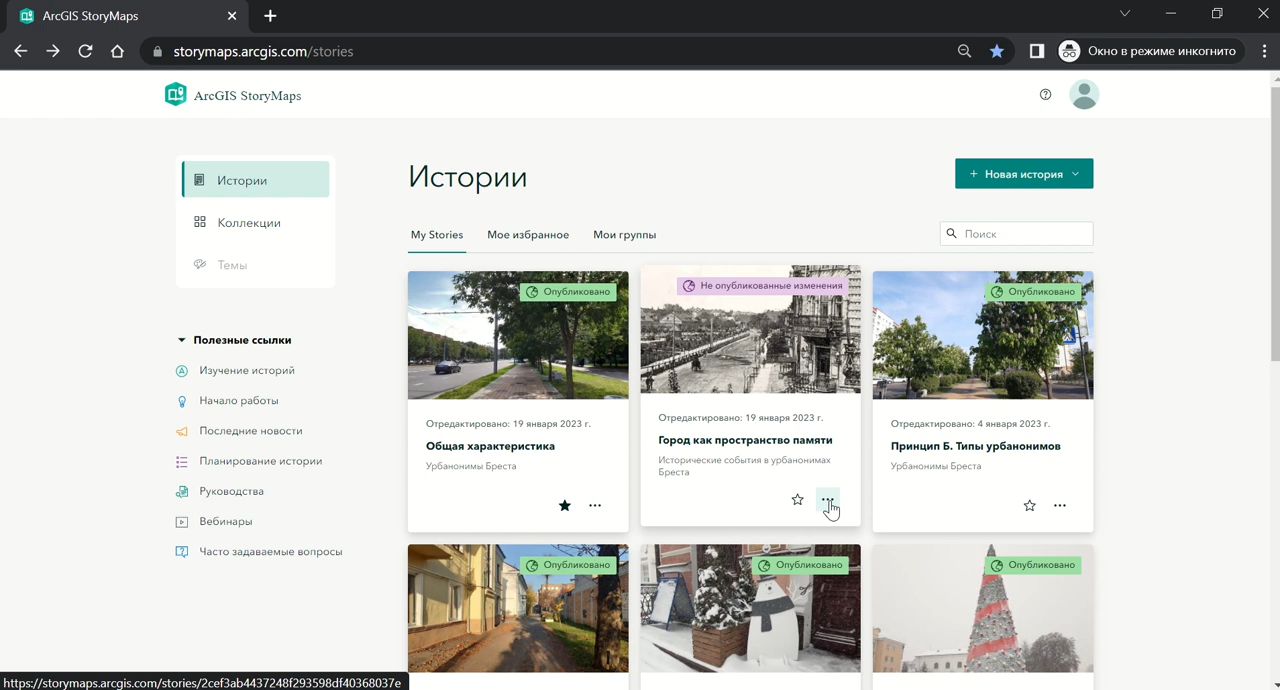 ArcGIS StoryMaps
storymaps.arcgis.com/stories
Окно в режиме инкогнито
ArcGIS StoryMaps
Истории
Коллекции
Темы
Полезные ссылки
Изучение историй
Начало работы
Последние новости
Планирование истории
Руководства
Вебинары
Часто задаваемые вопросы
Истории
+ Новая история
My Stories
Мое избранное
Мои группы
Поиск
Опубликовано
Отредактировано: 19 января 2023 г.
Общая характеристика
Урбанонимы Бреста
Не опубликованные изменения
Отредактировано: 19 января 2023 г.
Город как пространство памяти
Исторические события в урбанонимах
Бреста
Опубликовано
Отредактировано: 4 января 2023 г.
Принцип Б. Типы урбанонимов
Урбанонимы Бреста
Опубликовано
Опубликовано
Опубликовано
https://storymaps.arcgis.com/stories/2cef3ab4437248f293598df40368037e